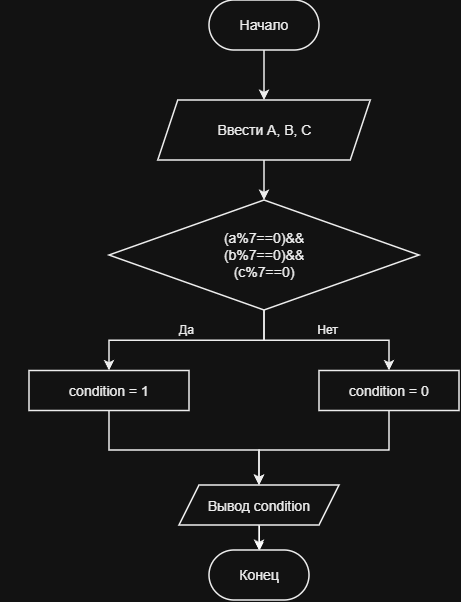 Начало
Ввести A, B, C
(a%7==0)&&
(b%7==0)&&
(c%7==0)
Да
Нет
condition = 1
condition = 0
Вывод condition
Конец